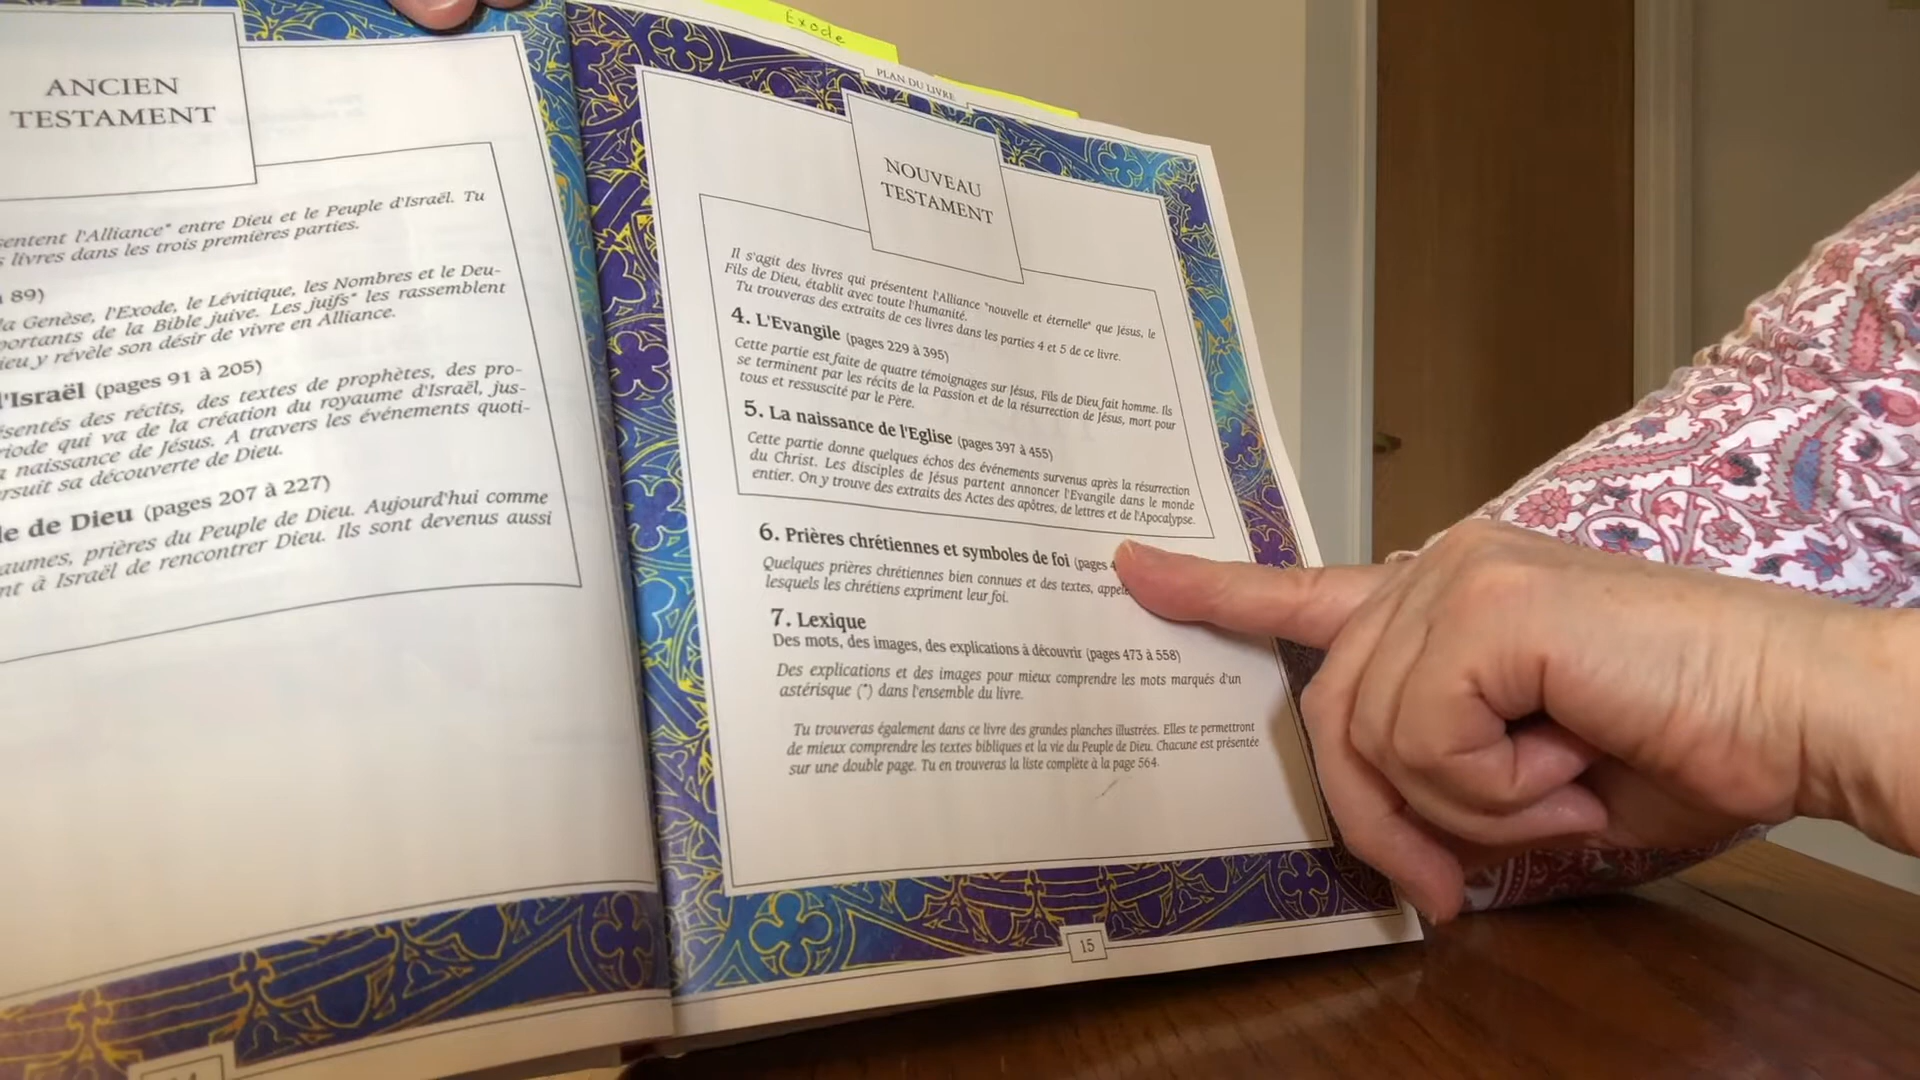 Exode
PLAN DU LIVRE
ANCIEN
TESTAMENT
l'Alliance* entre Dieu et le Peuple d'Israël. Tu
livres dans les trois premières parties.
89)
la Genèse, l'Exode, le Lévitique, les Nombres et le Deu-
de la Bible juive. Les juifs* les rassemblent
y révèle son désir de vivre en Alliance.
d'Israël (pages 91 à 205)
des récits, des textes de prophètes, des pro-
qui va de la création du royaume d'Israël, jus-
naissance de Jésus. A travers les événements quoti-
sa découverte de Dieu.
de Dieu (pages 207 à 227)
prières du Peuple de Dieu. Aujourd'hui comme
à Israël de rencontrer Dieu. Ils sont devenus aussi
NOUVEAU
TESTAMENT
Il s'agit des livres qui présentent l'Alliance "nouvelle et éternelle" que Jésus, le
Fils de Dieu, établit avec toute l'humanité.
Tu trouveras des extraits de ces livres dans les parties 4 et 5 de ce livre.
4. L'Evangile (pages 229 à 395)
Cette partie est faite de quatre témoignages sur Jésus, Fils de Dieu fait homme. Ils
se terminent par les récits de la Passion et de la résurrection de Jésus, mort pour
tous et ressuscité par le Père.
5. La naissance de l'Eglise (pages 397 à 455)
Cette partie donne quelques échos des événements survenus après la résurrection
du Christ. Les disciples de Jésus partent annoncer l'Evangile dans le monde
entier. On y trouve des extraits des Actes des apôtres, de lettres et de l'Apocalypse.
6. Prières chrétiennes et symboles de foi (pages 4
Quelques prières chrétiennes bien connues et des textes,
lesquels les chrétiens expriment leur foi.
7. Lexique
Des mots, des images, des explications à découvrir (pages 473 à 558)
Des explications et des images pour mieux comprendre les mots marqués d'un
astérisque (*) dans l'ensemble du livre.
Tu trouveras également dans ce livre des grandes planches illustrées. Elles te permettront
de mieux comprendre les textes bibliques et la vie du Peuple de Dieu. Chacune est présentée
sur une double page. Tu en trouveras la liste complète à la page 564.
15